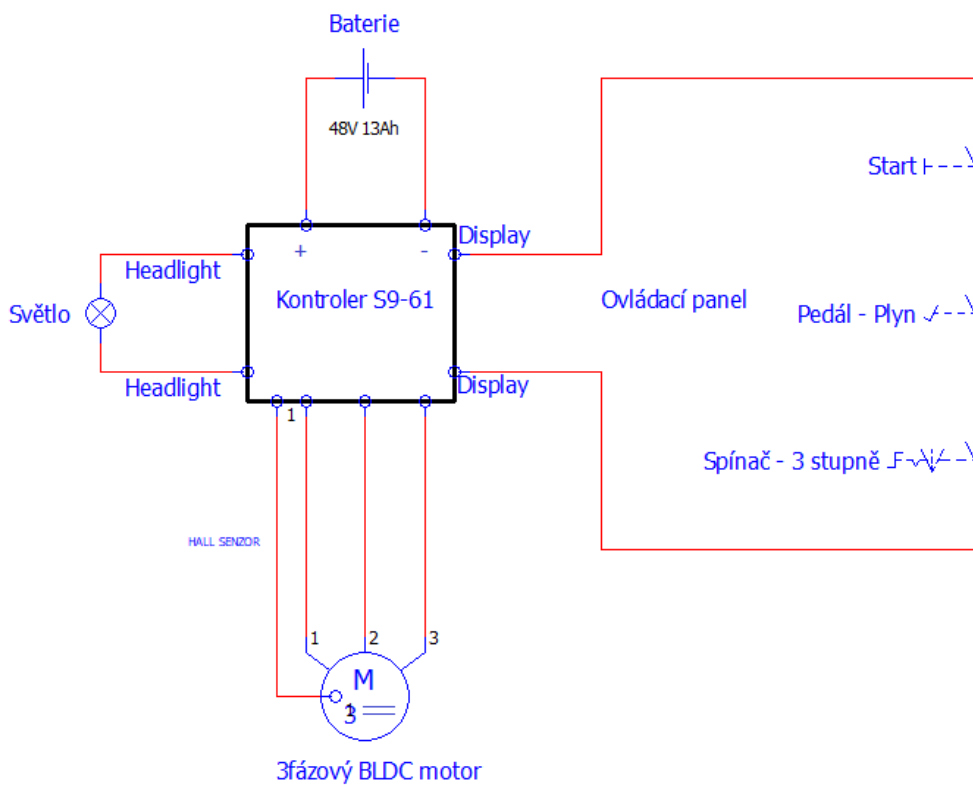 Baterie
48V 13Ah
Start
+ -
Display
Headlight
Kontroler S9-61
Ovládací panel
Světlo
Pedál - Plyn
Headlight
Display
1
Spínač - 3 stupně
HALL SENZOR
1 2 3
M
1
3
3fázový BLDC motor